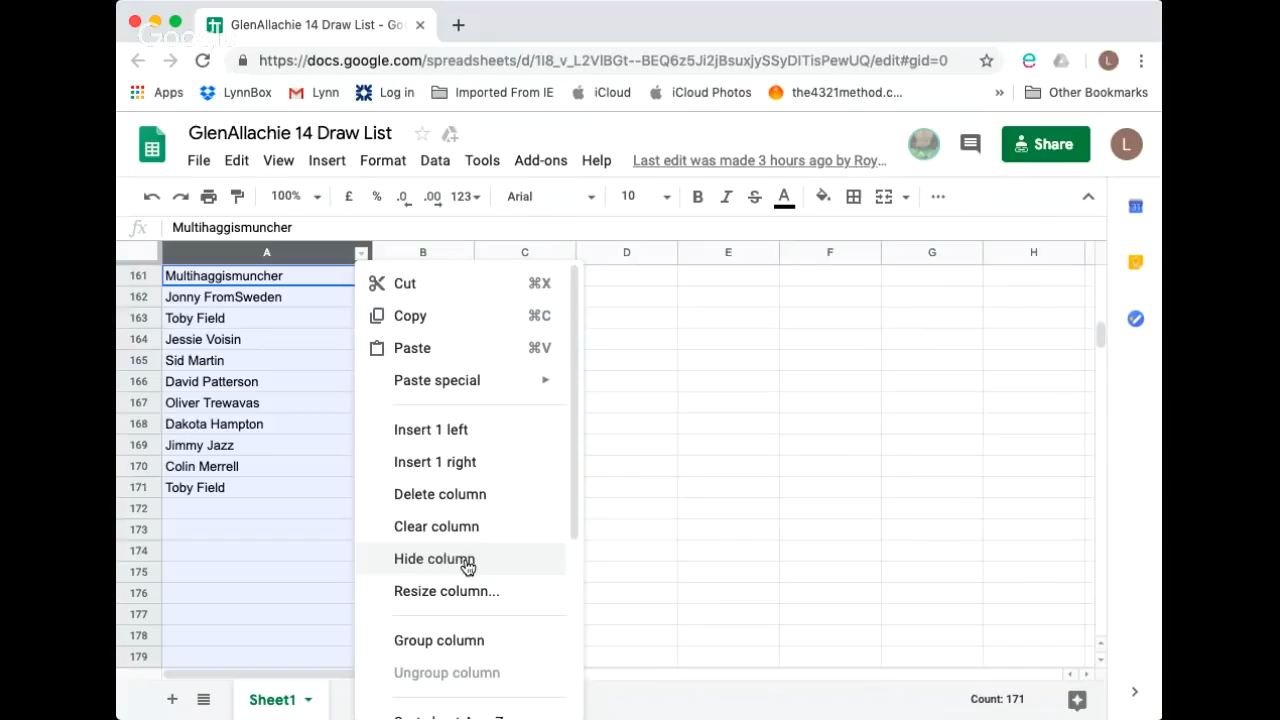 GlenAllachie 14 Draw List - Go
Google
https://docs.google.com/spreadsheets/d/1I8_v_L2VlBGt--BEQ6z5Ji2jBsuxjySSyDITisPewUQ/edit#gid=0
L
Apps LynnBox Lynn Log in Imported From IE iCloud iCloud Photos the4321method.c... » Other Bookmarks
GlenAllachie 14 Draw List
Share
L
File Edit View Insert Format Data Tools Add-ons Help Last edit was made 3 hours ago by Roy...
100% £ % .0 .00 123 Arial 10 B I S A
fx Multihaggismuncher
A B C D E F G H
161 Multihaggismuncher
162 Jonny FromSweden
163 Toby Field
164 Jessie Voisin
165 Sid Martin
166 David Patterson
167 Oliver Trewavas
168 Dakota Hampton
169 Jimmy Jazz
170 Colin Merrell
171 Toby Field
172
173
174
175
176
177
178
179
Cut ⌘X
Copy ⌘C
Paste ⌘V
Paste special
Insert 1 left
Insert 1 right
Delete column
Clear column
Hide column
Resize column...
Group column
Ungroup column
Sheet1
Count: 171